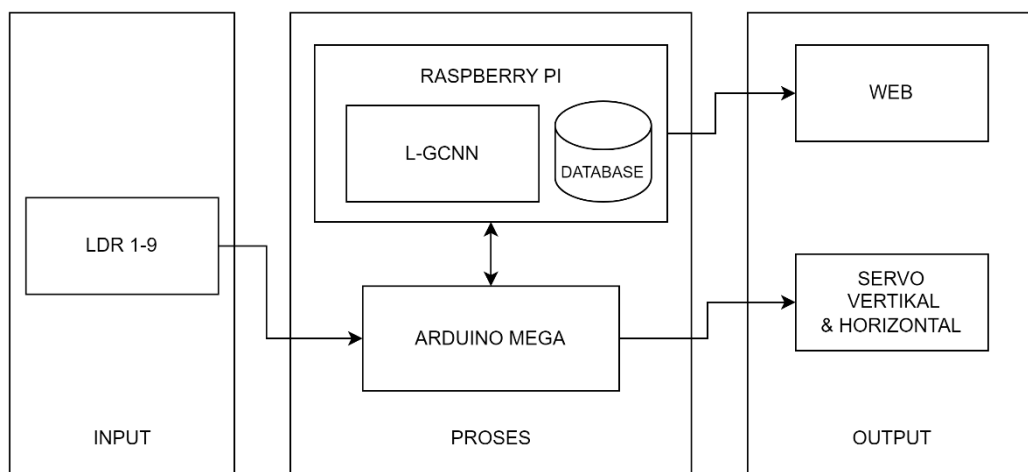 RASPBERRY PI
L-GCNN
DATABASE
WEB
LDR 1-9
ARDUINO MEGA
SERVO
VERTIKAL
& HORIZONTAL
INPUT
PROSES
OUTPUT